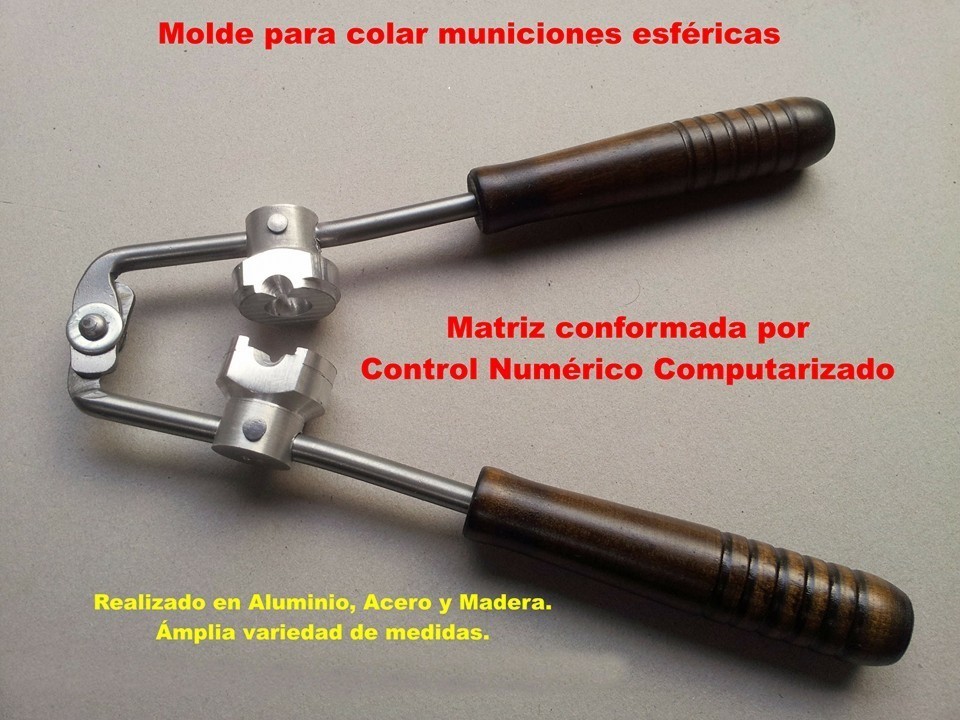 Molde para colar municiones esféricas
Matriz conformada por
Control Numérico Computarizado
Realizado en Aluminio, Acero y Madera.
Ámplia variedad de medidas.